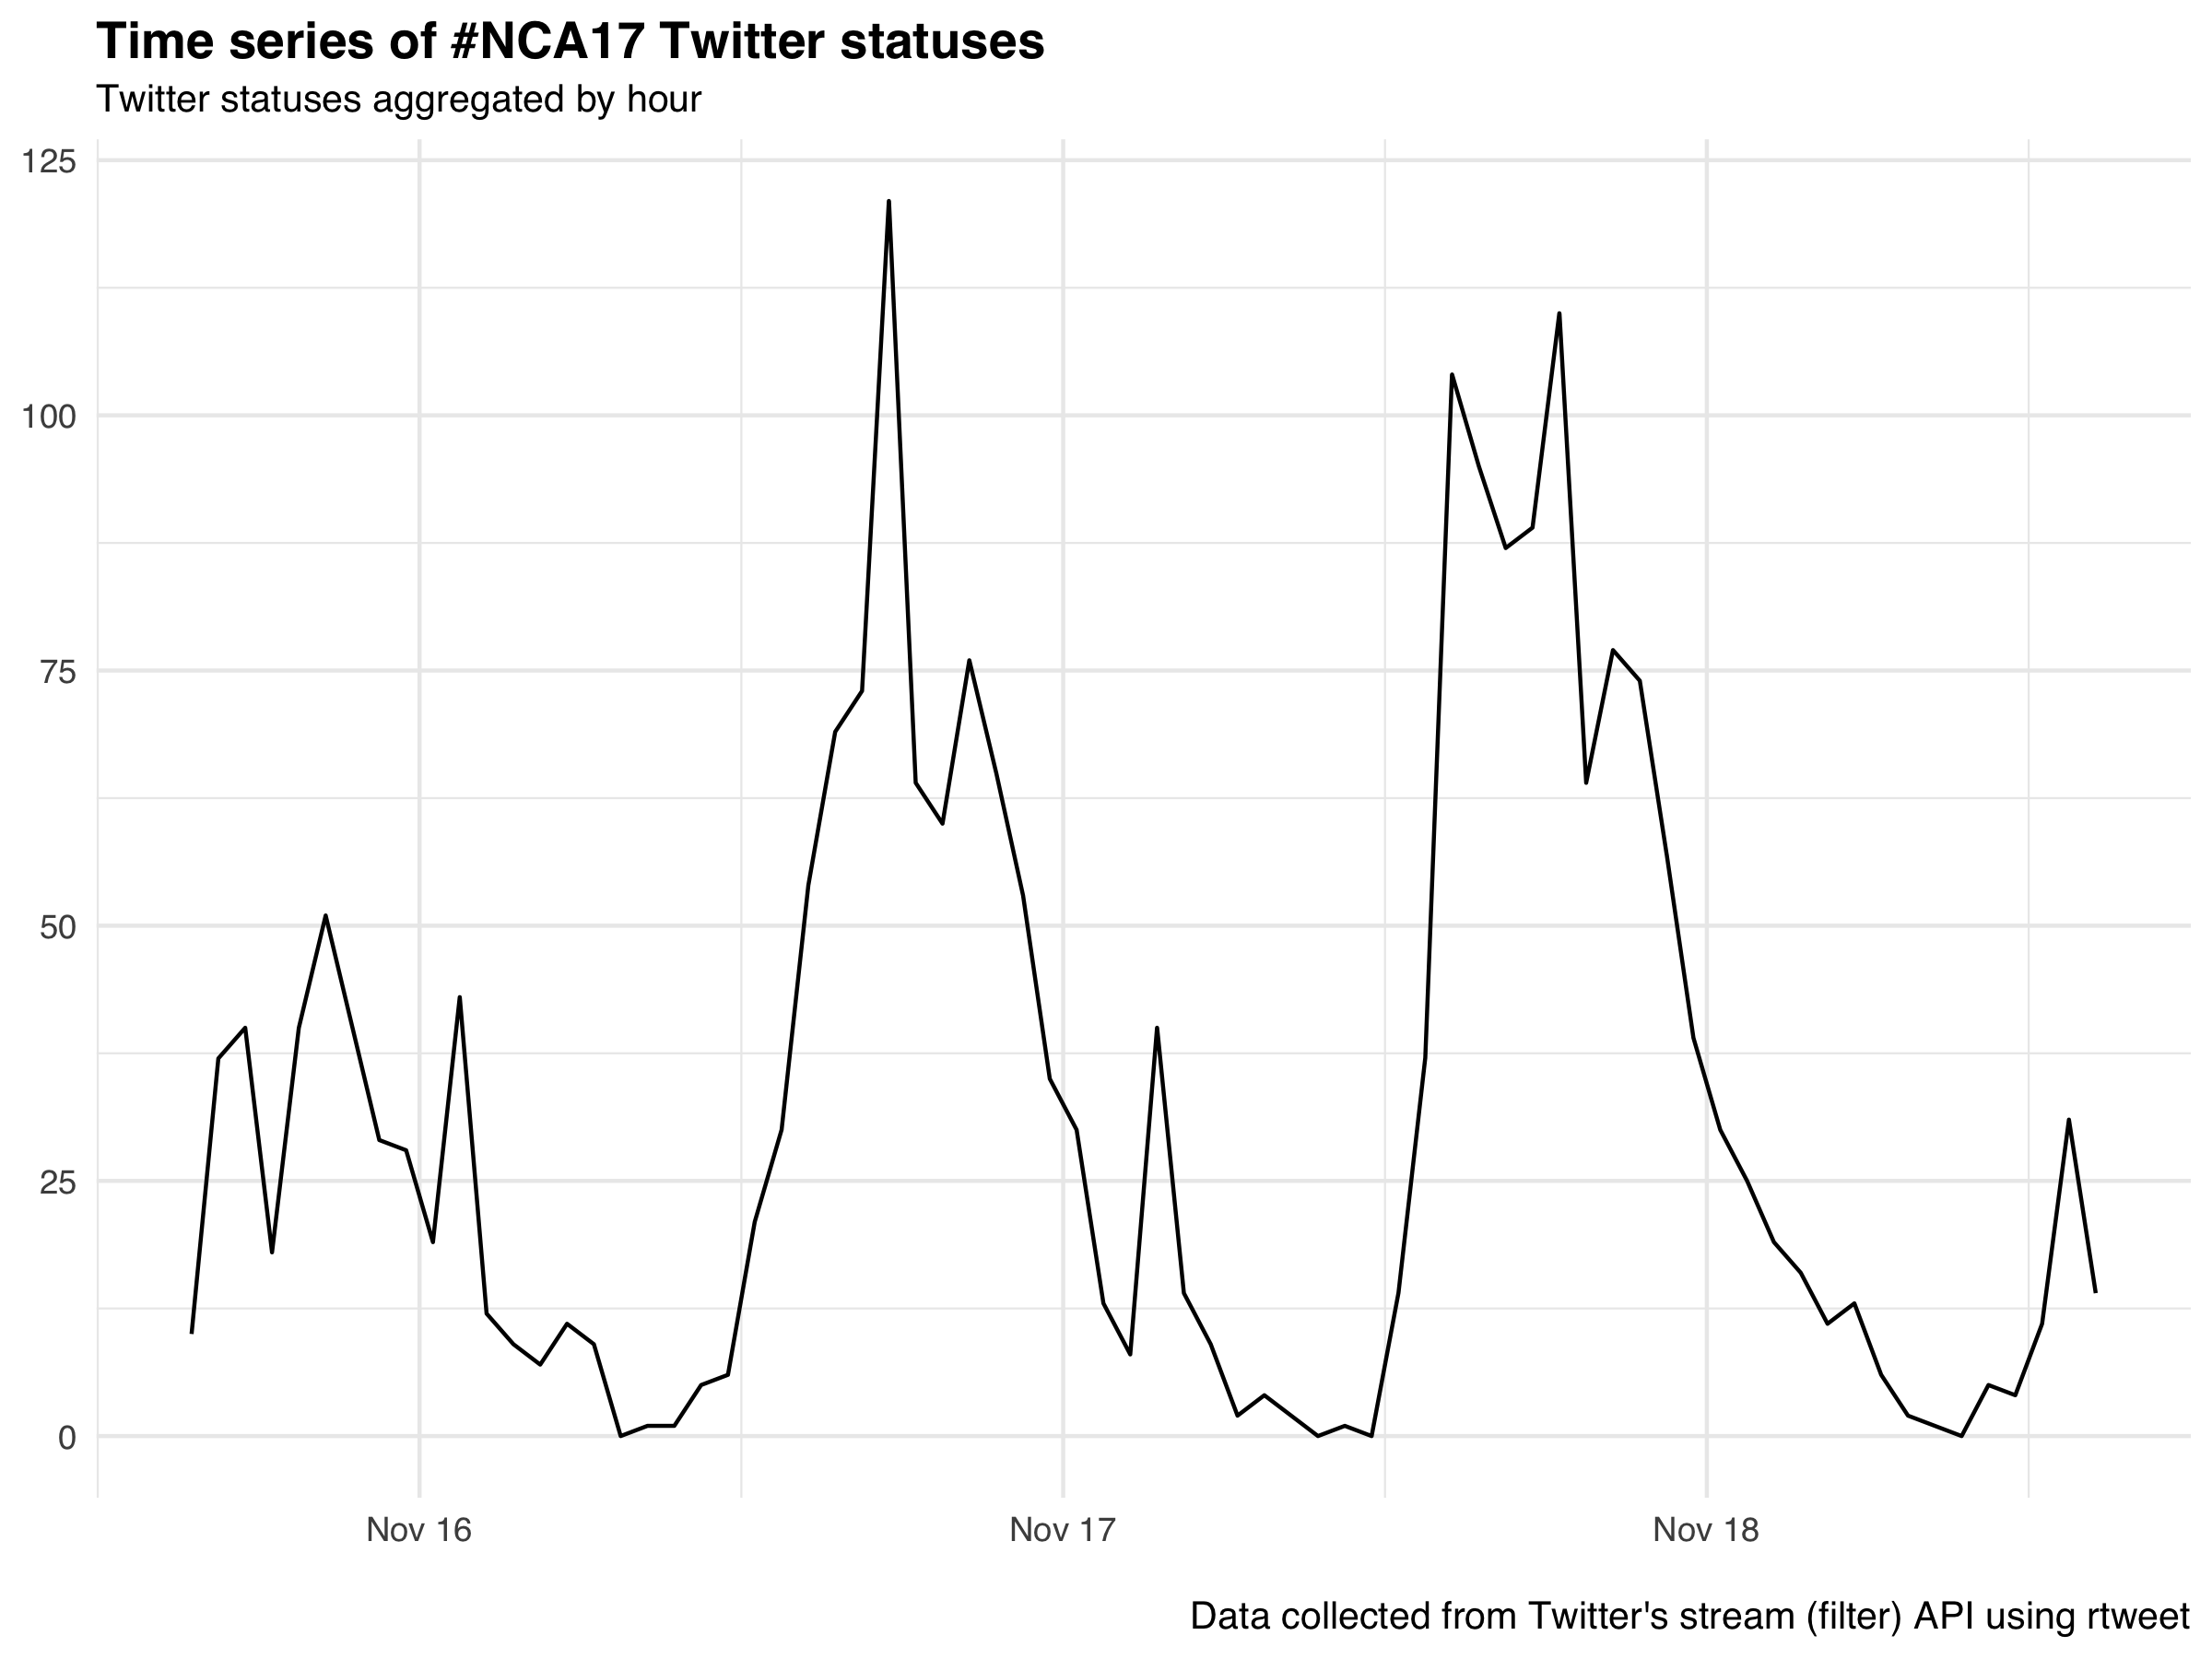 Time series of #NCA17 Twitter statuses
Twitter statuses aggregated by hour
125
100
75
50
25
0
Nov 16
Nov 17
Nov 18
Data collected from Twitter's stream (filter) API using rtweet